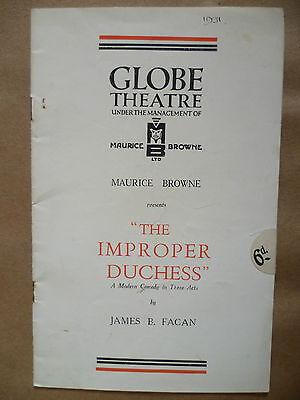 1931
GLOBE
THEATRE
UNDER THE MANAGEMENT OF
MB
MAURICE BROWNE
LTD
MAURICE BROWNE
presents
"THE
IMPROPER
DUCHESS"
A Modern Comedy in Three Acts
by
JAMES B. FAGAN
6d.